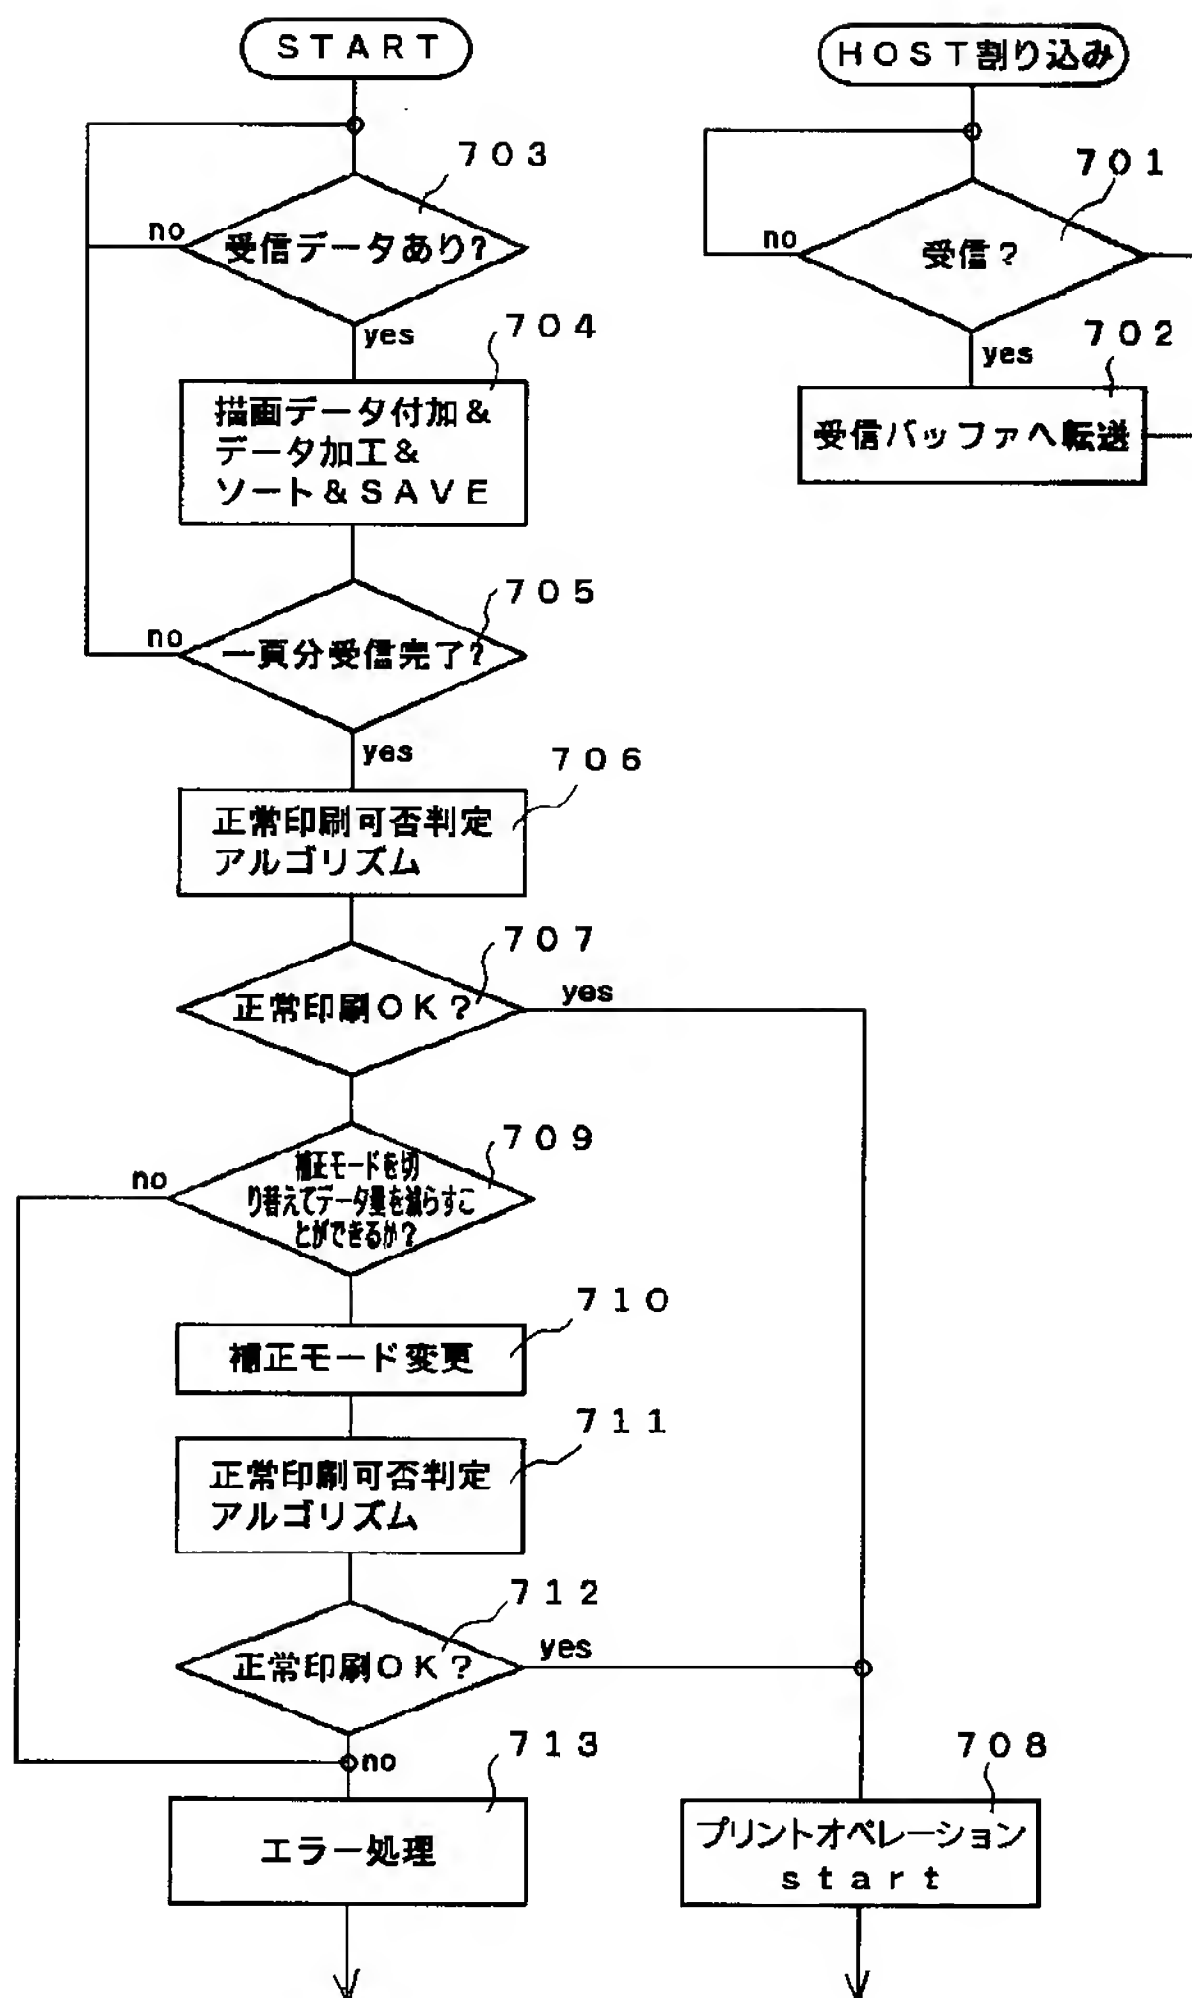 START
703
no
受信データあり?
yes
704
描画データ付加&
データ加工&
ソート&SAVE
705
no
一頁分受信完了?
yes
706
正常印刷可否判定
アルゴリズム
707
正常印刷OK?
yes
709
no
補正モードを切
り替えてデータ量を減らすこ
とができるか?
710
補正モード変更
711
正常印刷可否判定
アルゴリズム
712
正常印刷OK?
yes
no
713
エラー処理
708
プリントオペレーション
start
HOST割り込み
701
no
受信?
yes
702
受信バッファへ転送